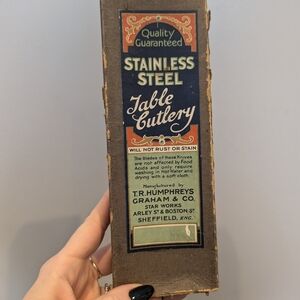 Quality
Guaranteed
STAINLESS
STEEL
Table
Cutlery
WILL NOT RUST OR STAIN
The Blades of these Knives
are not affected by Food
Acids and only require
washing in Hot Water and
drying with a soft cloth.
Manufactured by
T.R. HUMPHREYS
GRAHAM & CO.
STAR WORKS
ARLEY ST & BOSTON ST
SHEFFIELD, ENG.